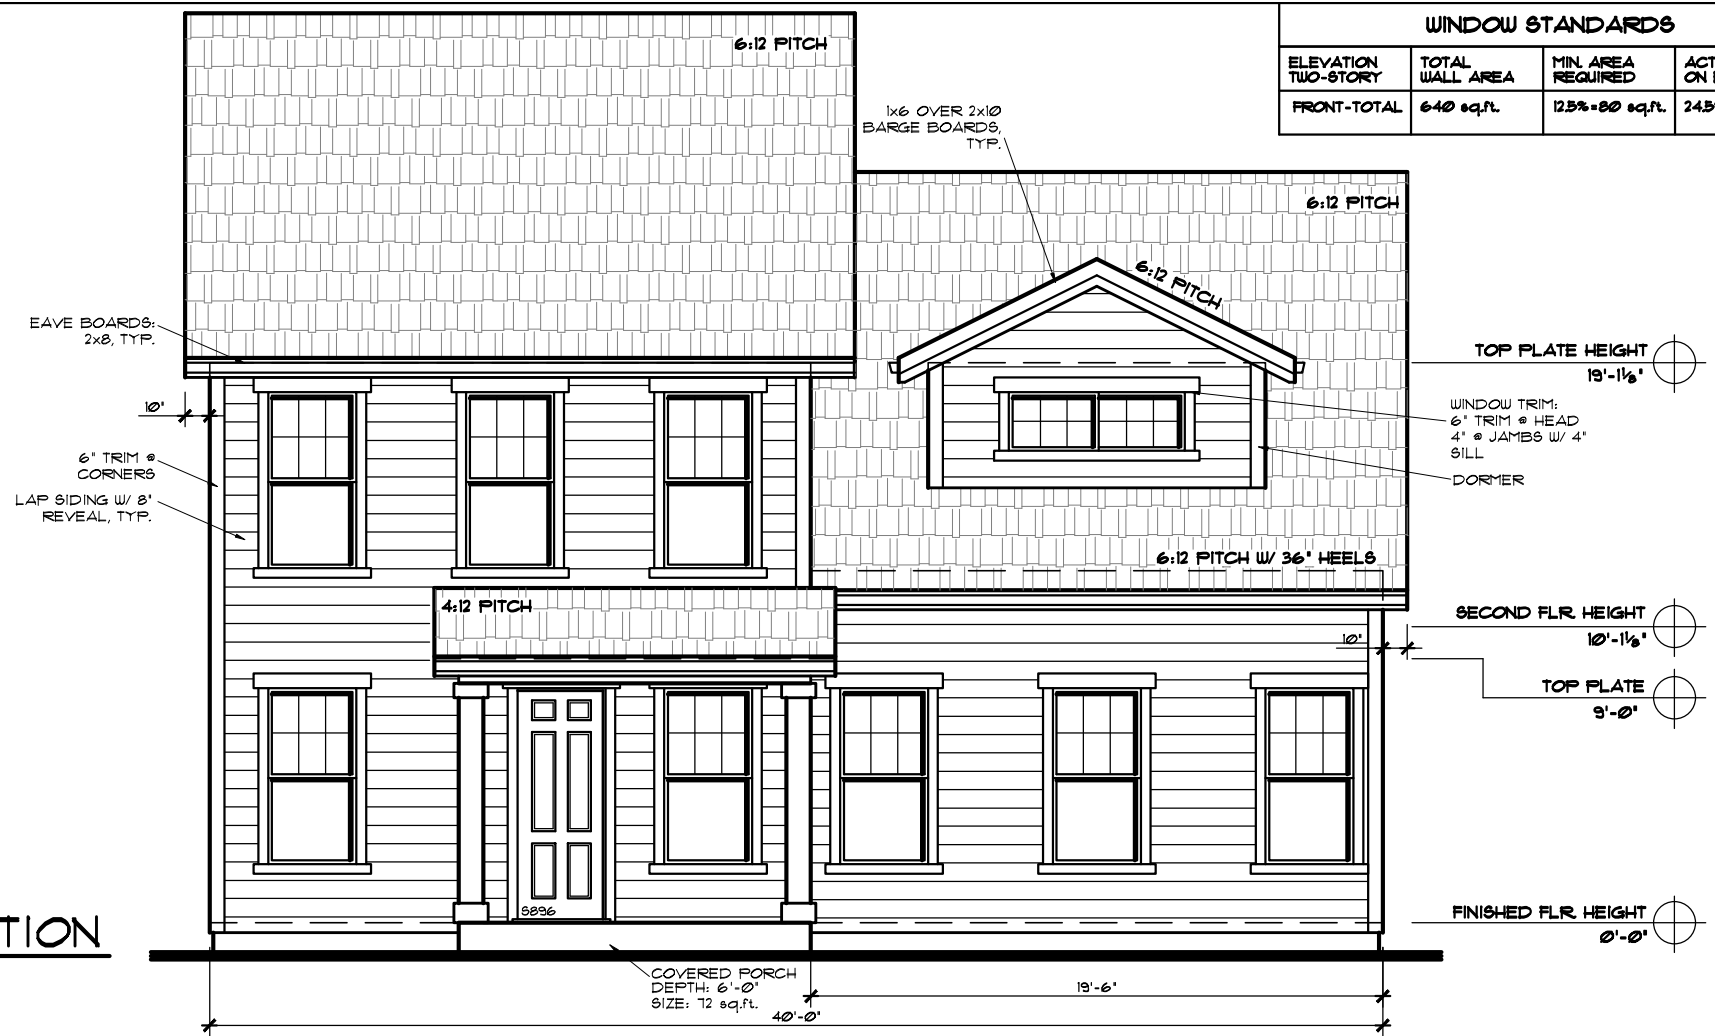 WINDOW STANDARDS
ELEVATION TWO-STORY
TOTAL WALL AREA
MIN. AREA REQUIRED
FRONT-TOTAL
640 sq.ft.
12.5%=80 sq.ft.
24.5
6:12 PITCH
1x6 OVER 2x10
BARGE BOARDS,
TYP.
6:12 PITCH
6:12 PITCH
EAVE BOARDS:
2x8, TYP.
TOP PLATE HEIGHT
19'-1⅛"
10"
WINDOW TRIM:
6" TRIM @ HEAD
4" @ JAMBS W/ 4"
SILL
6" TRIM @
CORNERS
DORMER
LAP SIDING W/ 8"
REVEAL, TYP.
6:12 PITCH W/ 36" HEELS
4:12 PITCH
SECOND FLR. HEIGHT
10'-1⅛"
10"
TOP PLATE
9'-0"
S896
FINISHED FLR. HEIGHT
0'-0"
TION
COVERED PORCH
DEPTH: 6'-0"
SIZE: 72 sq.ft.
19'-6"
40'-0"